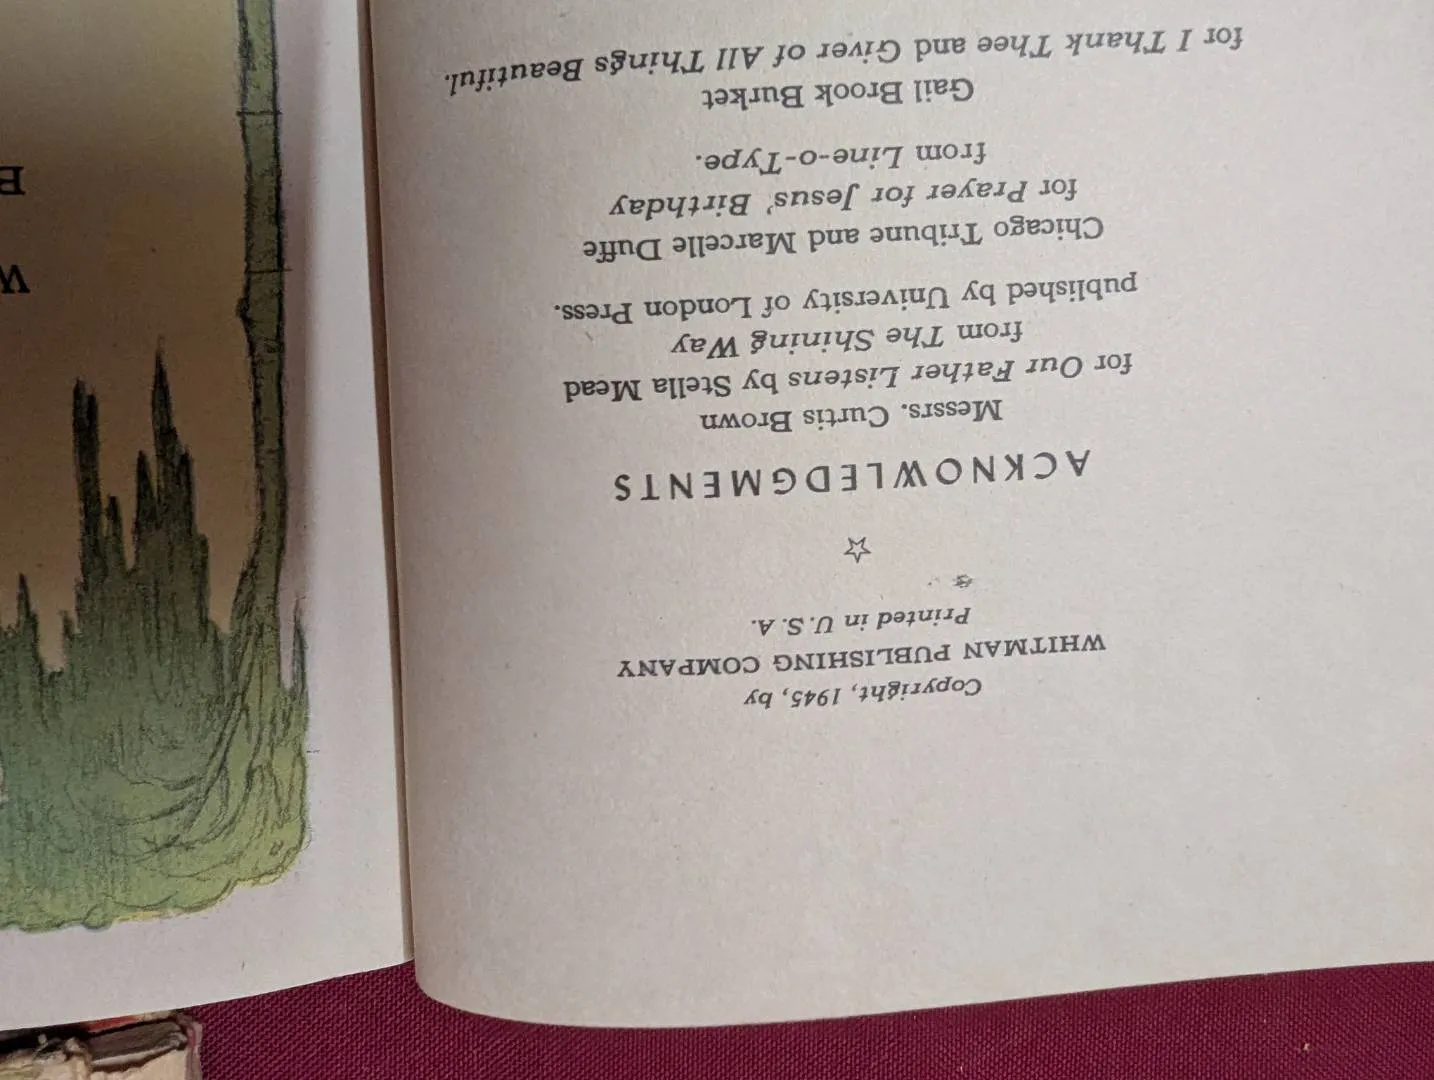 Copyright, 1945, by
WHITMAN PUBLISHING COMPANY
Printed in U. S. A.
ACKNOWLEDGMENTS
Messrs. Curtis Brown
for Our Father Listens by Stella Mead
from The Shining Way
published by University of London Press.
Chicago Tribune and Marcelle Duffe
for Prayer for Jesus' Birthday
from Line-o-Type.
Gail Brook Burket
for I Thank Thee and Giver of All Things Beautiful.
W
B